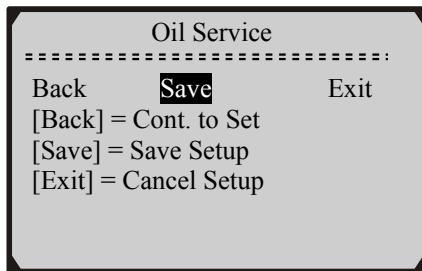 Oil Service
Back Save Exit
[Back] = Cont. to Set
[Save] = Save Setup
[Exit] = Cancel Setup